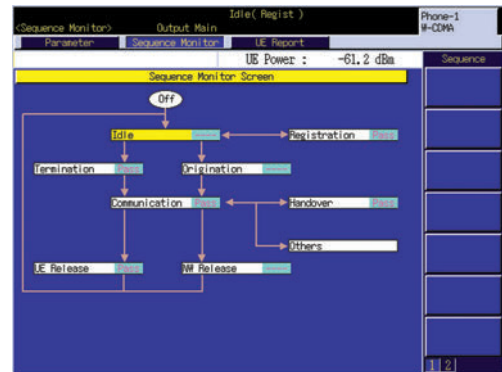 Idle( Regist )
Phone-1
<Sequence Monitor> Output Main
W-CDMA
Parameter Sequence Monitor UE Report
UE Power : -61.2 dBm
Sequence
Sequence Monitor Screen
Off
Idle ----
Registration Pass
Termination Pass
Origination ----
Communication Pass
Handover Pass
Others
UE Release Pass
NW Release ----
1 2